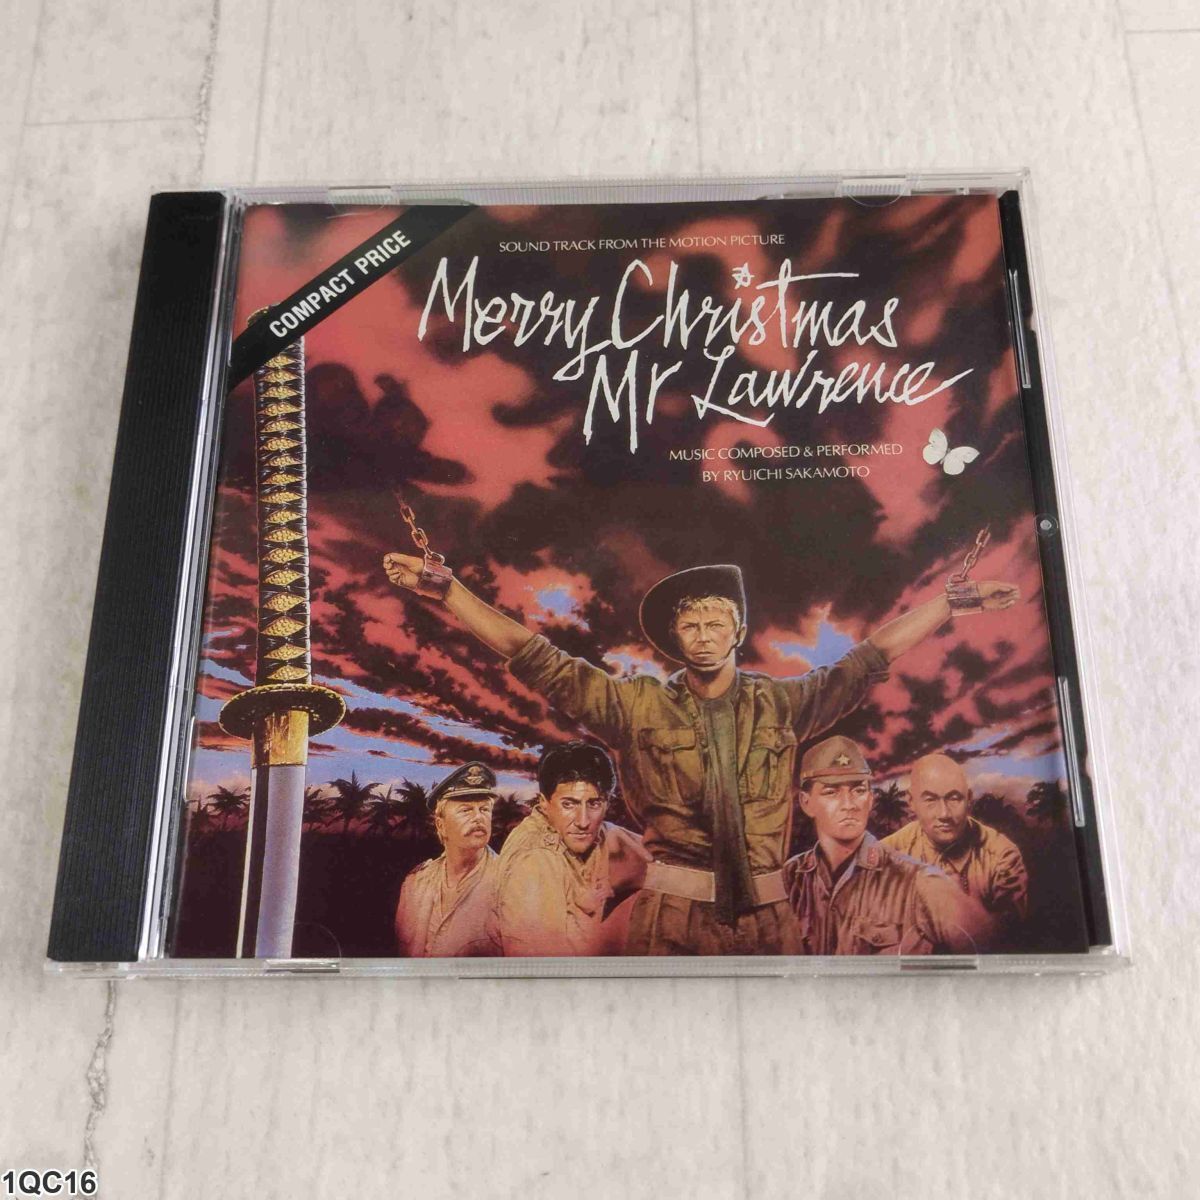 COMPACT PRICE
SOUND TRACK FROM THE MOTION PICTURE
Merry Christmas
Mr Lawrence
MUSIC COMPOSED & PERFORMED
BY RYUICHI SAKAMOTO
1QC16